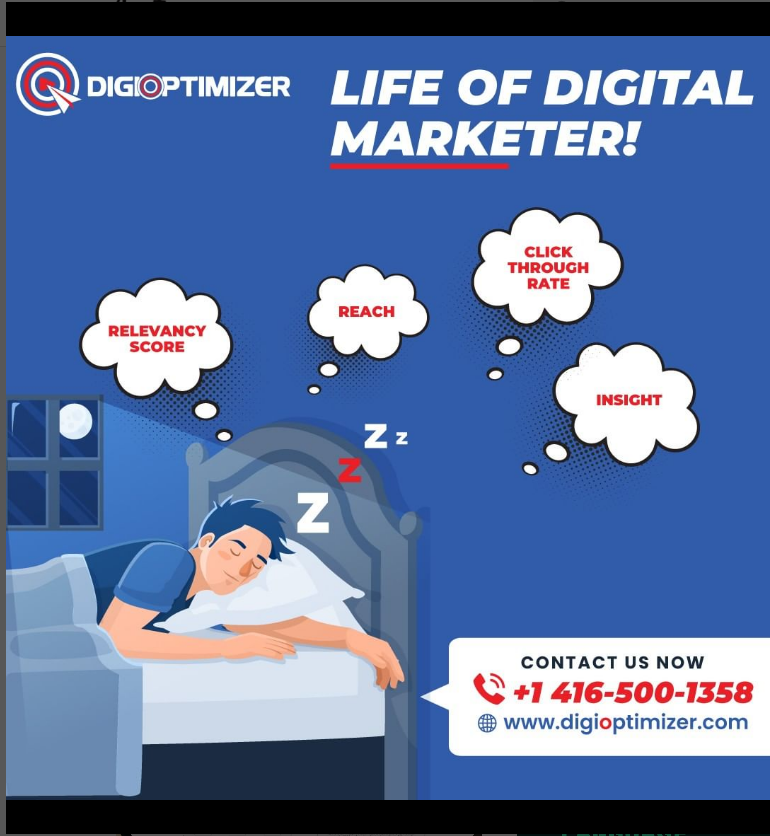 DIGIOPTIMIZER
LIFE OF DIGITAL
MARKETER!
CLICK
THROUGH
RATE
REACH
RELEVANCY
SCORE
INSIGHT
Z z
Z
Z
CONTACT US NOW
+1 416-500-1358
www.digioptimizer.com